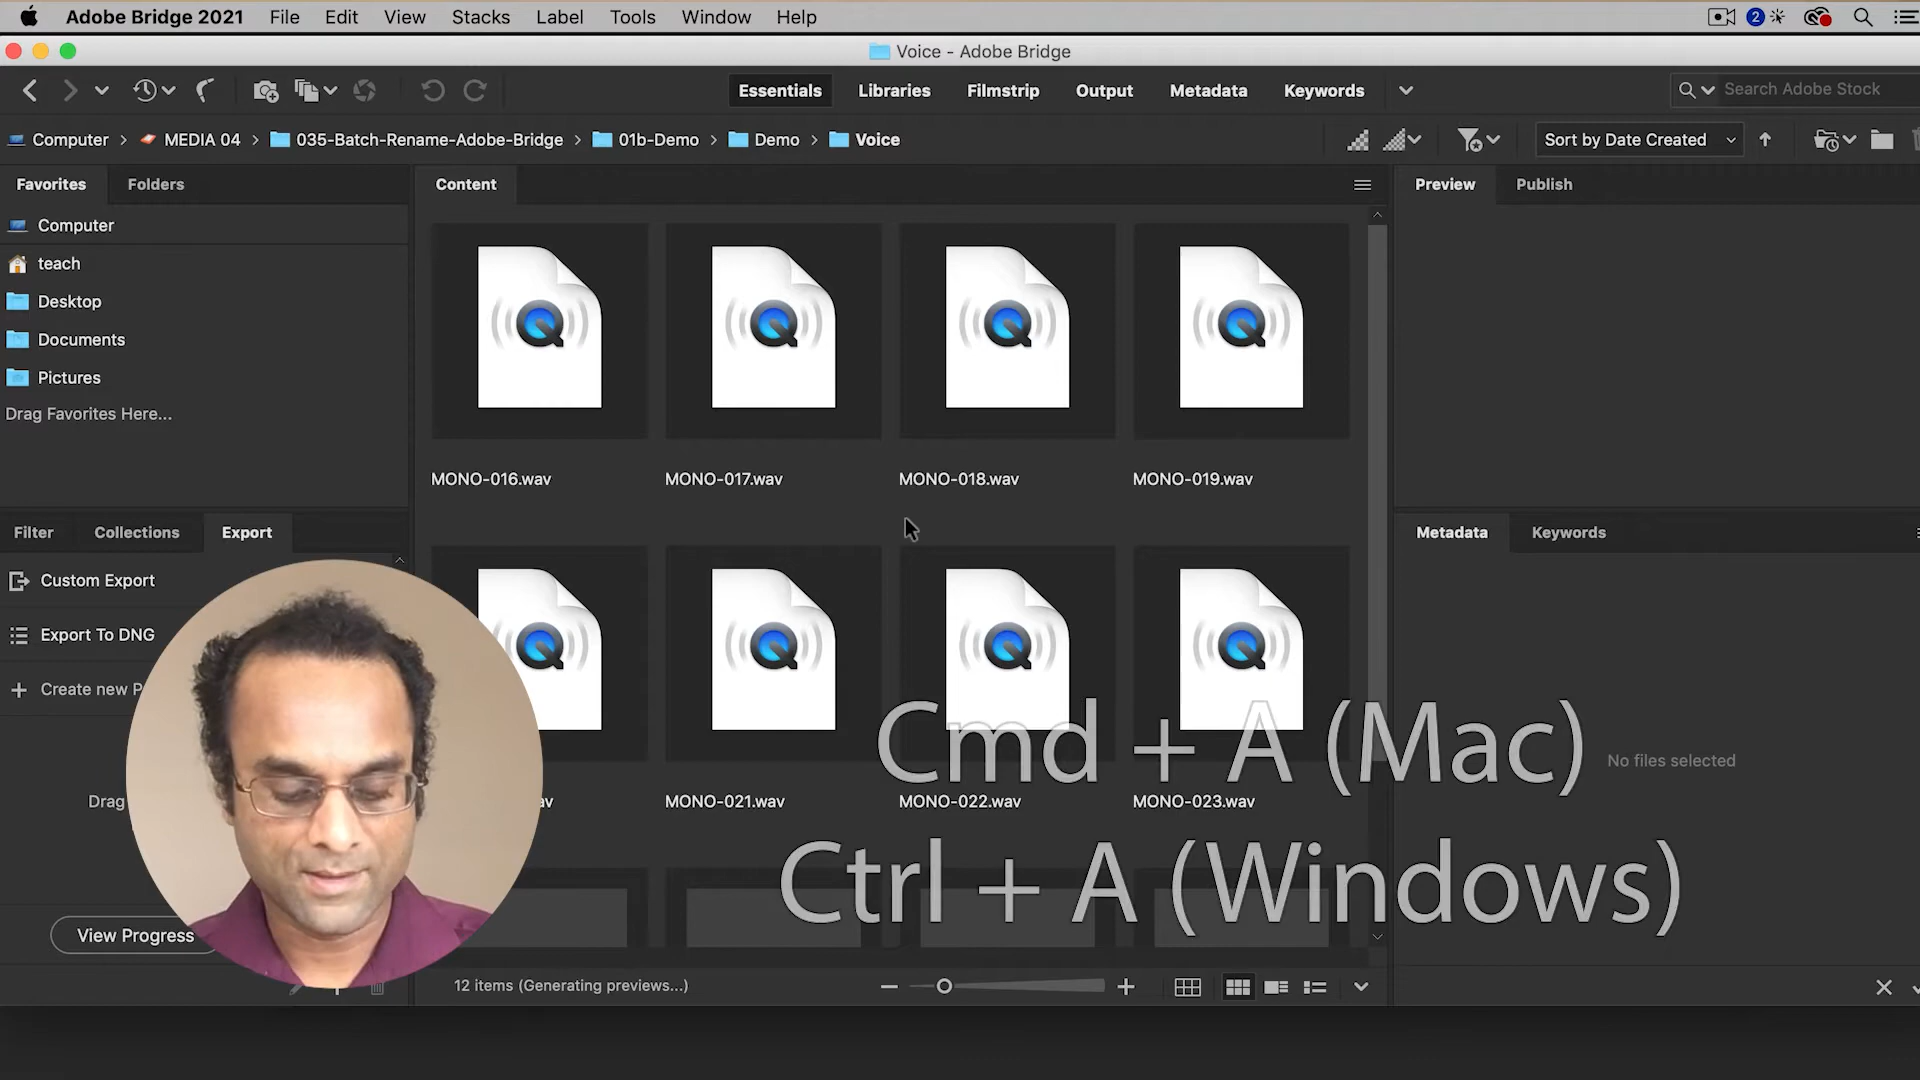 Adobe Bridge 2021 File Edit View Stacks Label Tools Window Help
2
Voice - Adobe Bridge
Essentials Libraries Filmstrip Output Metadata Keywords
Search Adobe Stock
Computer MEDIA 04 035-Batch-Rename-Adobe-Bridge 01b-Demo Demo Voice
Sort by Date Created
Favorites Folders
Content
Preview Publish
Computer
teach
Desktop
Documents
Pictures
Drag Favorites Here...
MONO-016.wav MONO-017.wav MONO-018.wav MONO-019.wav
Filter Collections Export
Metadata Keywords
Custom Export
Export To DNG
Create new P
Cmd + A (Mac)
No files selected
Drag
MONO-021.wav MONO-022.wav MONO-023.wav
Ctrl + A (Windows)
View Progress
12 items (Generating previews...)